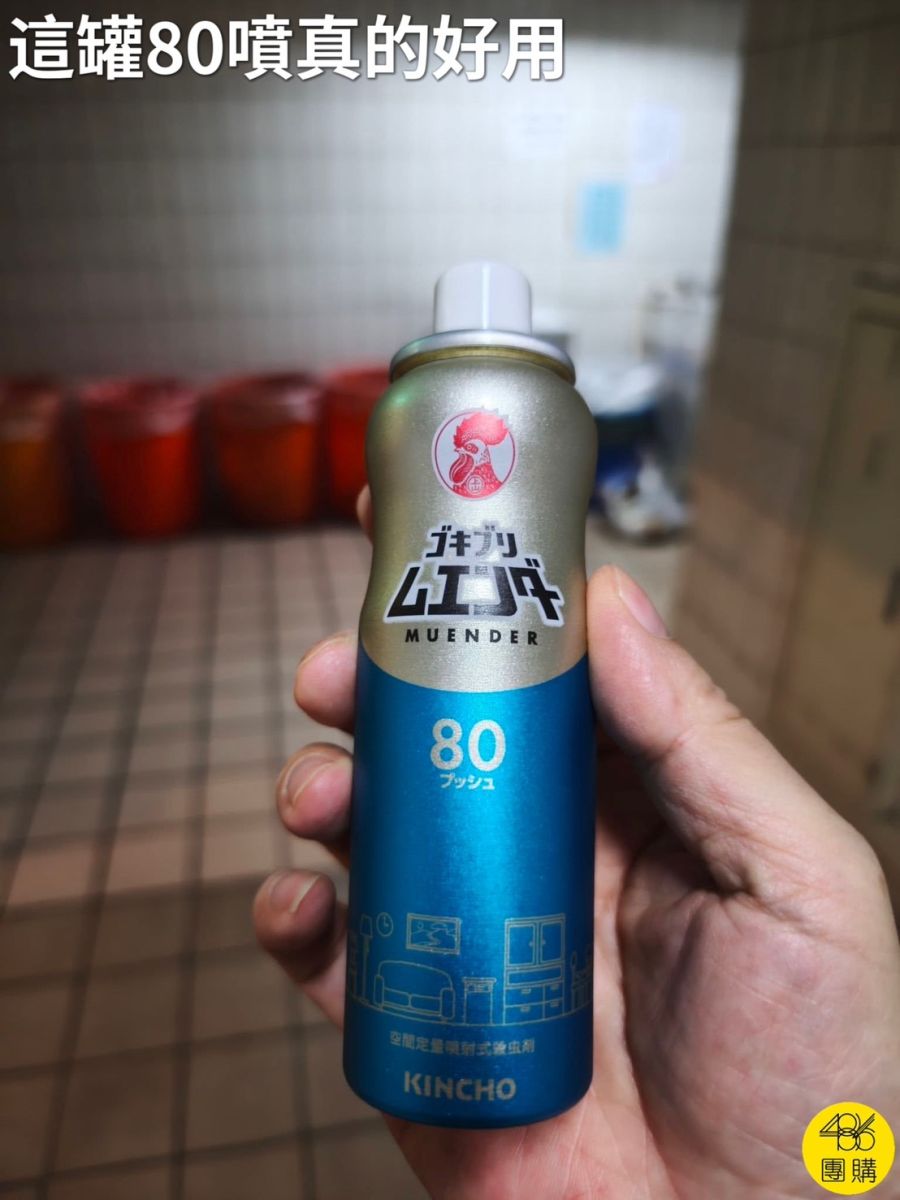 這罐80噴真的好用
ゴキブリ
ムエンダー
MUENDER
80
プッシュ
空間定量噴射式殺虫剤
KINCHO
486
團購